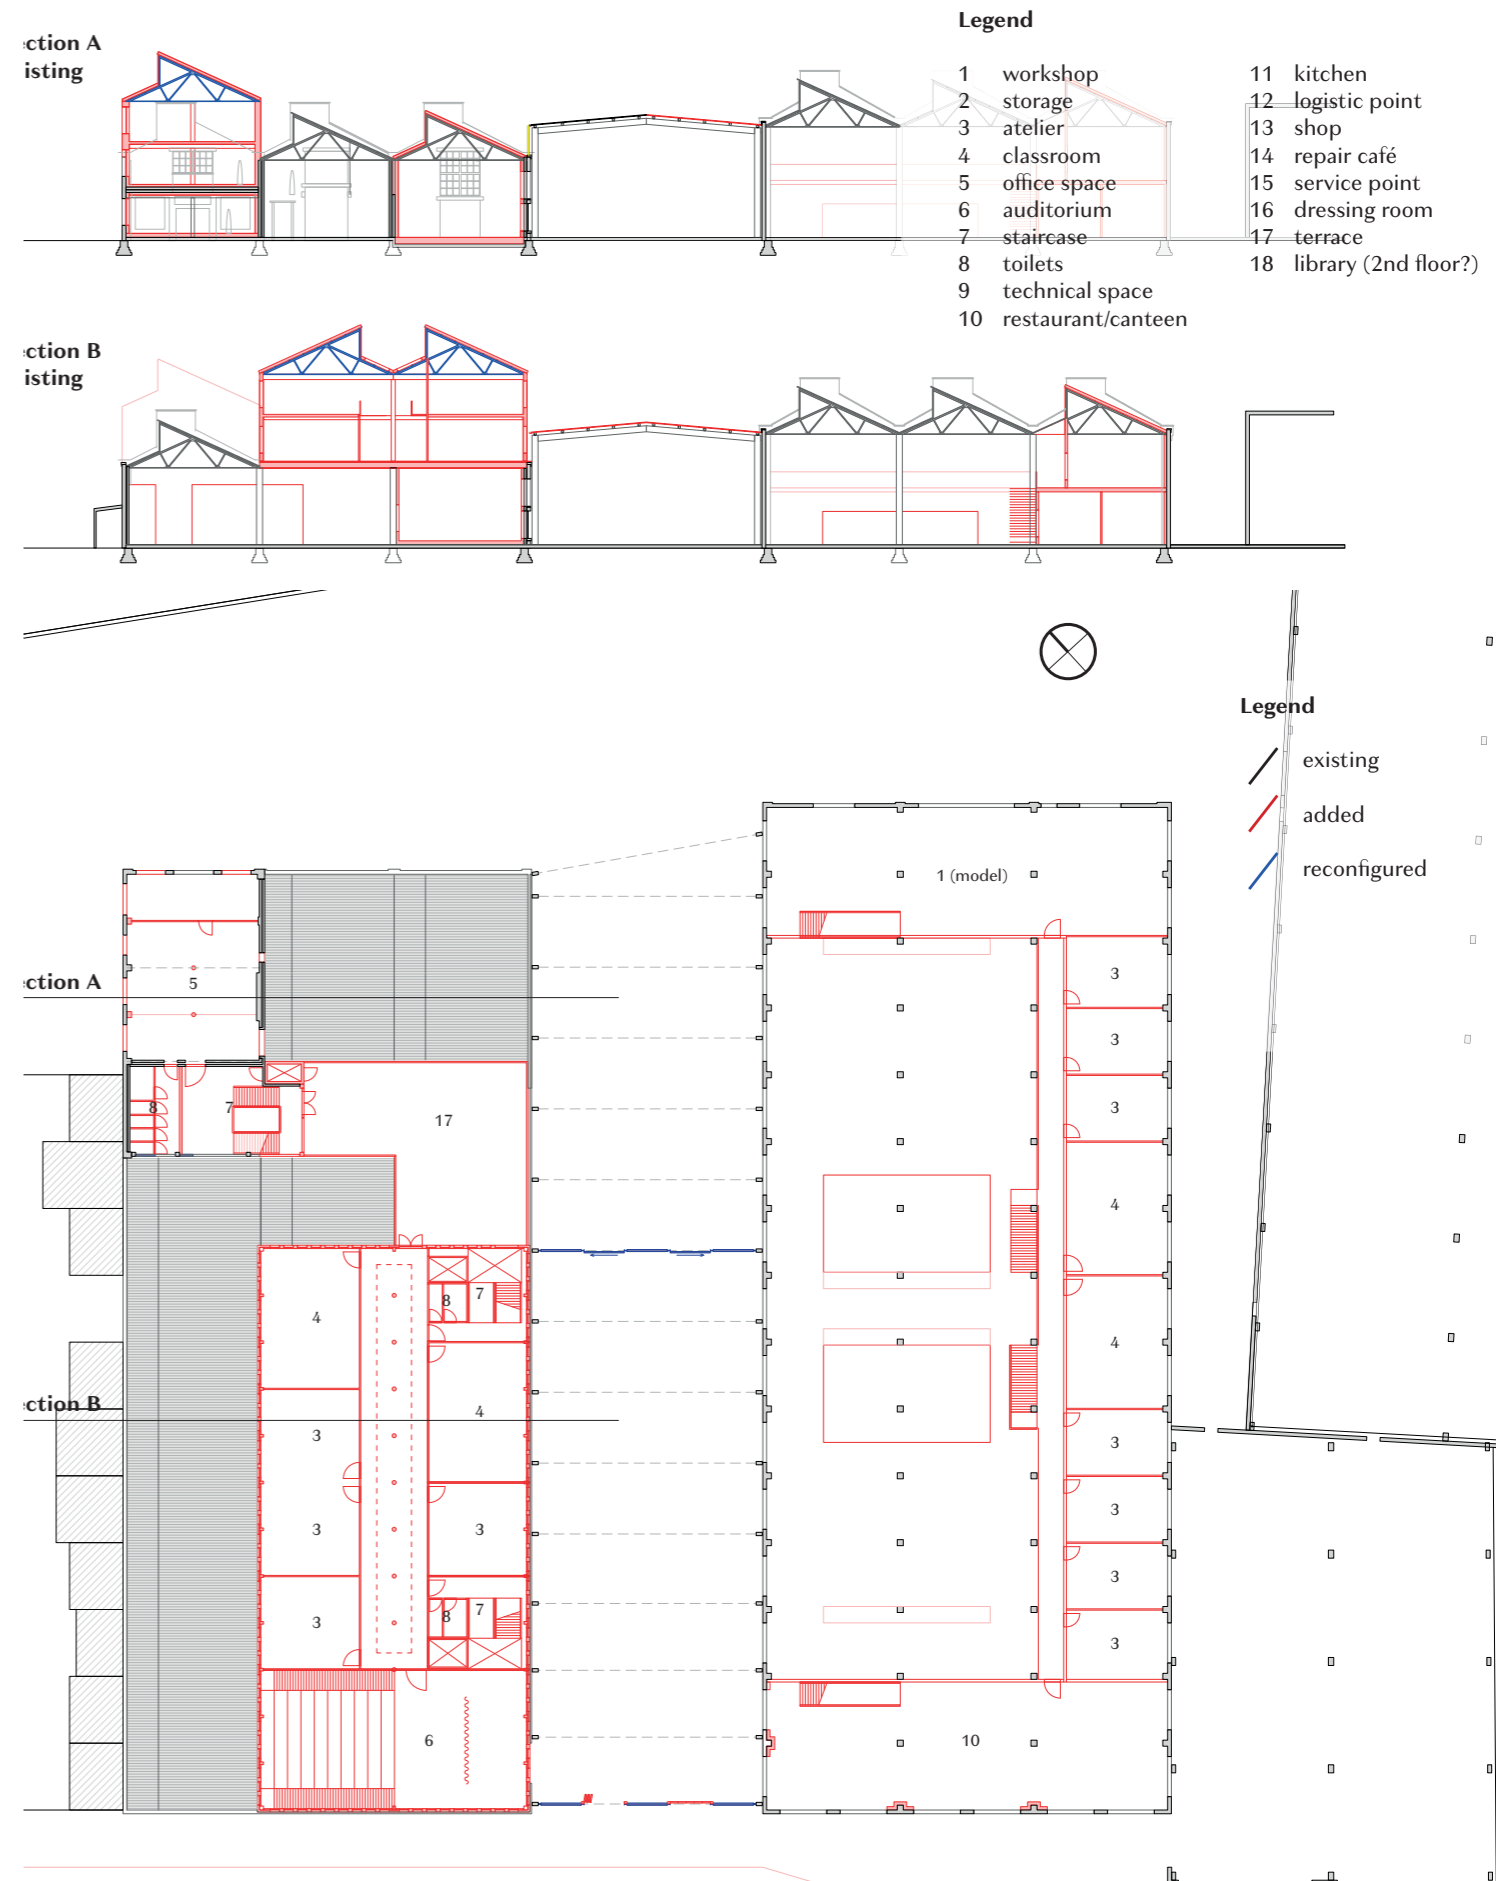 ction A
isting
Legend
1 workshop
2 storage
3 atelier
4 classroom
5 office space
6 auditorium
7 staircase
8 toilets
9 technical space
10 restaurant/canteen
11 kitchen
12 logistic point
13 shop
14 repair café
15 service point
16 dressing room
17 terrace
18 library (2nd floor?)
ction B
isting
Legend
existing
added
reconfigured
1 (model)
3
ction A
5
3
3
8
7
17
4
8
7
4
4
ction B
4
3
3
3
3
3
3
3
8
7
3
6
10